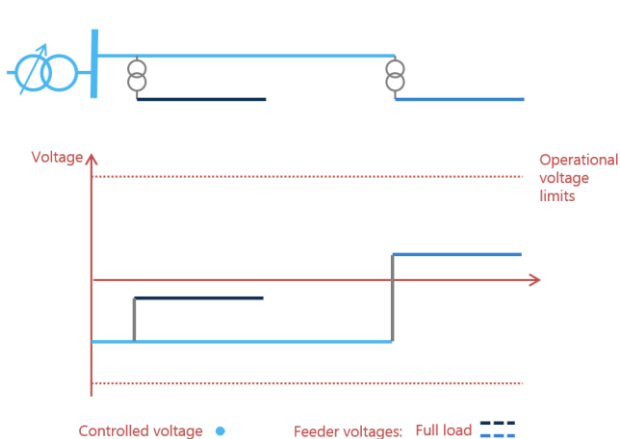 Voltage
Operational
voltage
limits
Controlled voltage
Feeder voltages: Full load